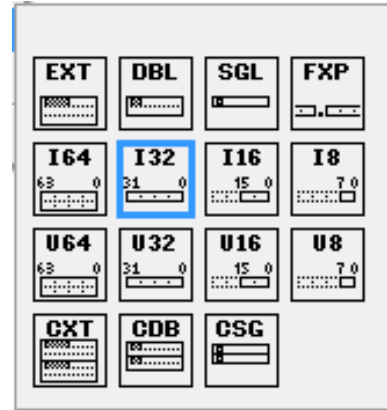 EXT DBL SGL FXP
I64 I32 I16 I8
63 0 31 0 15 0 7 0
U64 U32 U16 U8
63 0 31 0 15 0 7 0
CXT CDB CSG